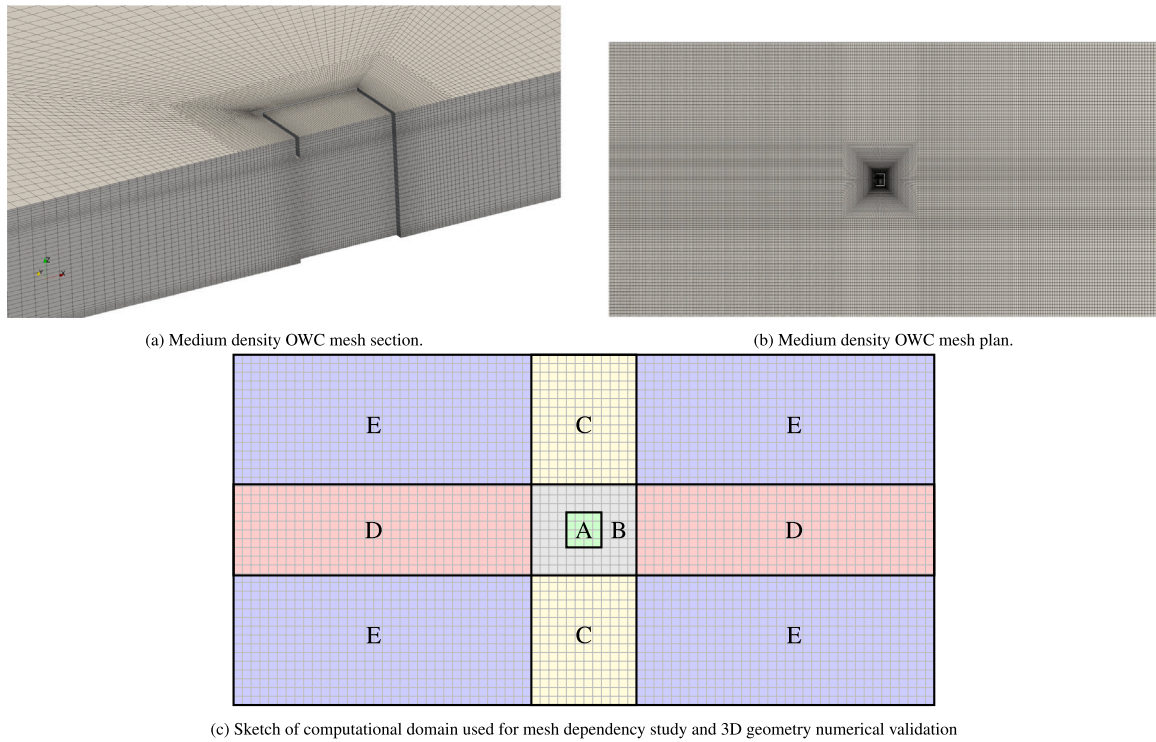 Z
Y
X
(a) Medium density OWC mesh section.
(b) Medium density OWC mesh plan.
E
C
E
D
A
B
D
E
C
E
(c) Sketch of computational domain used for mesh dependency study and 3D geometry numerical validation